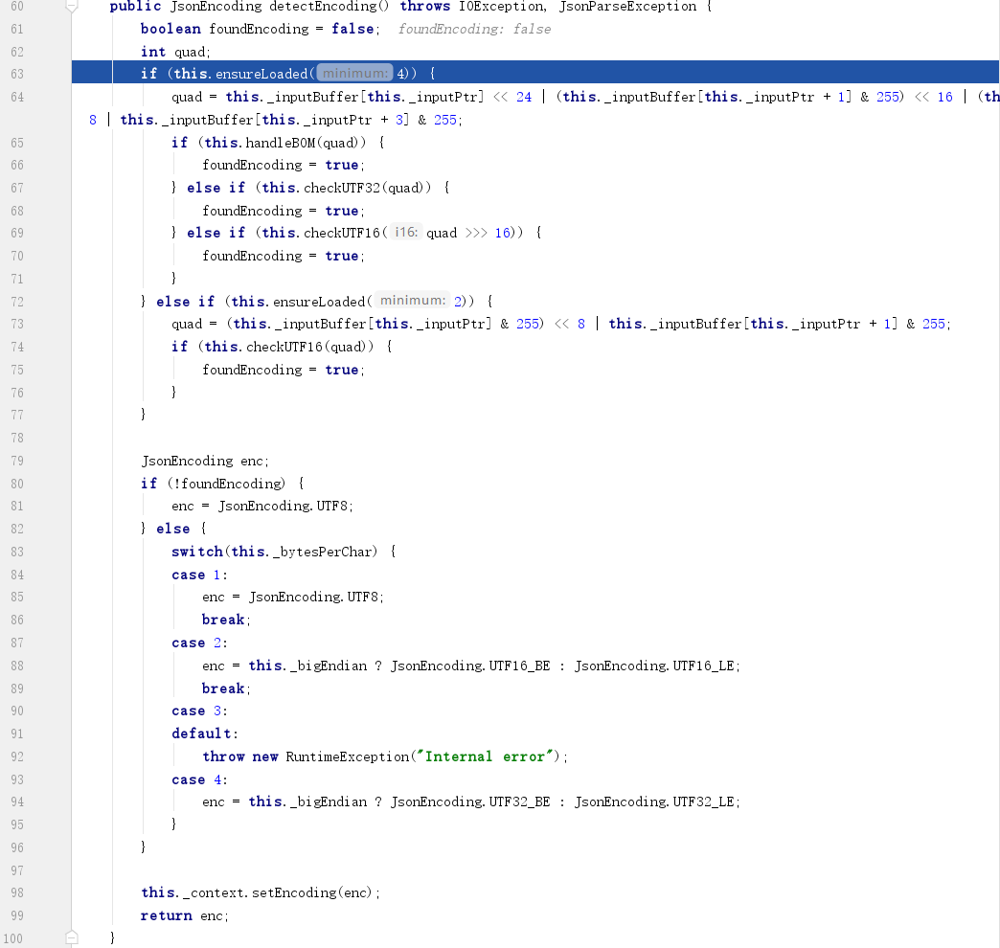 60 public JsonEncoding detectEncoding() throws IOException, JsonParseException {
61 boolean foundEncoding = false; foundEncoding: false
62 int quad;
63 if (this.ensureLoaded( minimum: 4)) {
64 quad = this._inputBuffer[this._inputPtr] << 24 | (this._inputBuffer[this._inputPtr + 1] & 255) << 16 | (th
8 | this._inputBuffer[this._inputPtr + 3] & 255;
65 if (this.handleBOM(quad)) {
66 foundEncoding = true;
67 } else if (this.checkUTF32(quad)) {
68 foundEncoding = true;
69 } else if (this.checkUTF16( i16: quad >>> 16)) {
70 foundEncoding = true;
71 }
72 } else if (this.ensureLoaded( minimum: 2)) {
73 quad = (this._inputBuffer[this._inputPtr] & 255) << 8 | this._inputBuffer[this._inputPtr + 1] & 255;
74 if (this.checkUTF16(quad)) {
75 foundEncoding = true;
76 }
77 }
78
79 JsonEncoding enc;
80 if (!foundEncoding) {
81 enc = JsonEncoding.UTF8;
82 } else {
83 switch(this._bytesPerChar) {
84 case 1:
85 enc = JsonEncoding.UTF8;
86 break;
87 case 2:
88 enc = this._bigEndian ? JsonEncoding.UTF16_BE : JsonEncoding.UTF16_LE;
89 break;
90 case 3:
91 default:
92 throw new RuntimeException("Internal error");
93 case 4:
94 enc = this._bigEndian ? JsonEncoding.UTF32_BE : JsonEncoding.UTF32_LE;
95 }
96 }
97
98 this._context.setEncoding(enc);
99 return enc;
100 }